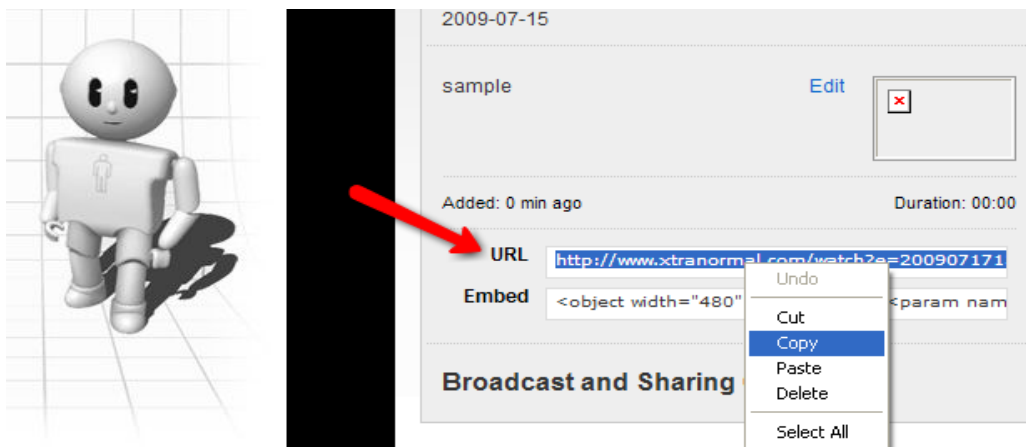 2009-07-15
sample Edit
Added: 0 min ago Duration: 00:00
URL http://www.xtranormal.com/watch?e=200907171
Embed <object width="480" <param nam
Undo
Cut
Copy
Paste
Delete
Select All
Broadcast and Sharing